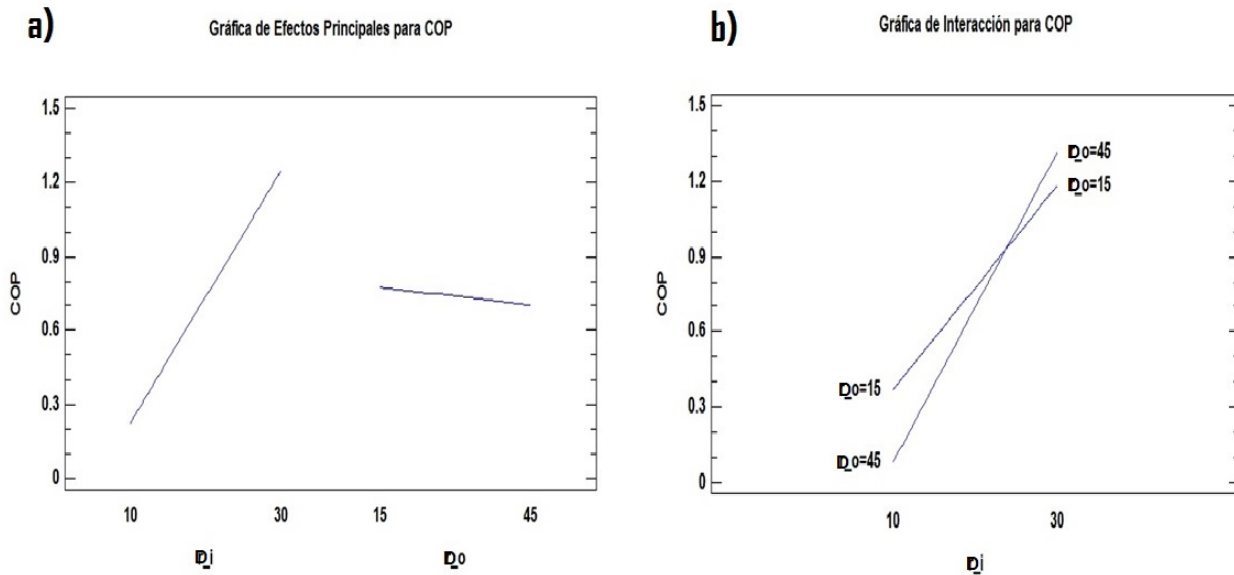 a)
Gráfica de Efectos Principales para COP
1.5
1.2
0.9
0.6
0.3
0
COP
10
30
15
45
D_i
D_o
b)
Gráfica de Interacción para COP
1.5
1.2
0.9
0.6
0.3
0
COP
D_o=45
D_o=15
D_o=15
D_o=45
10
30
D_i